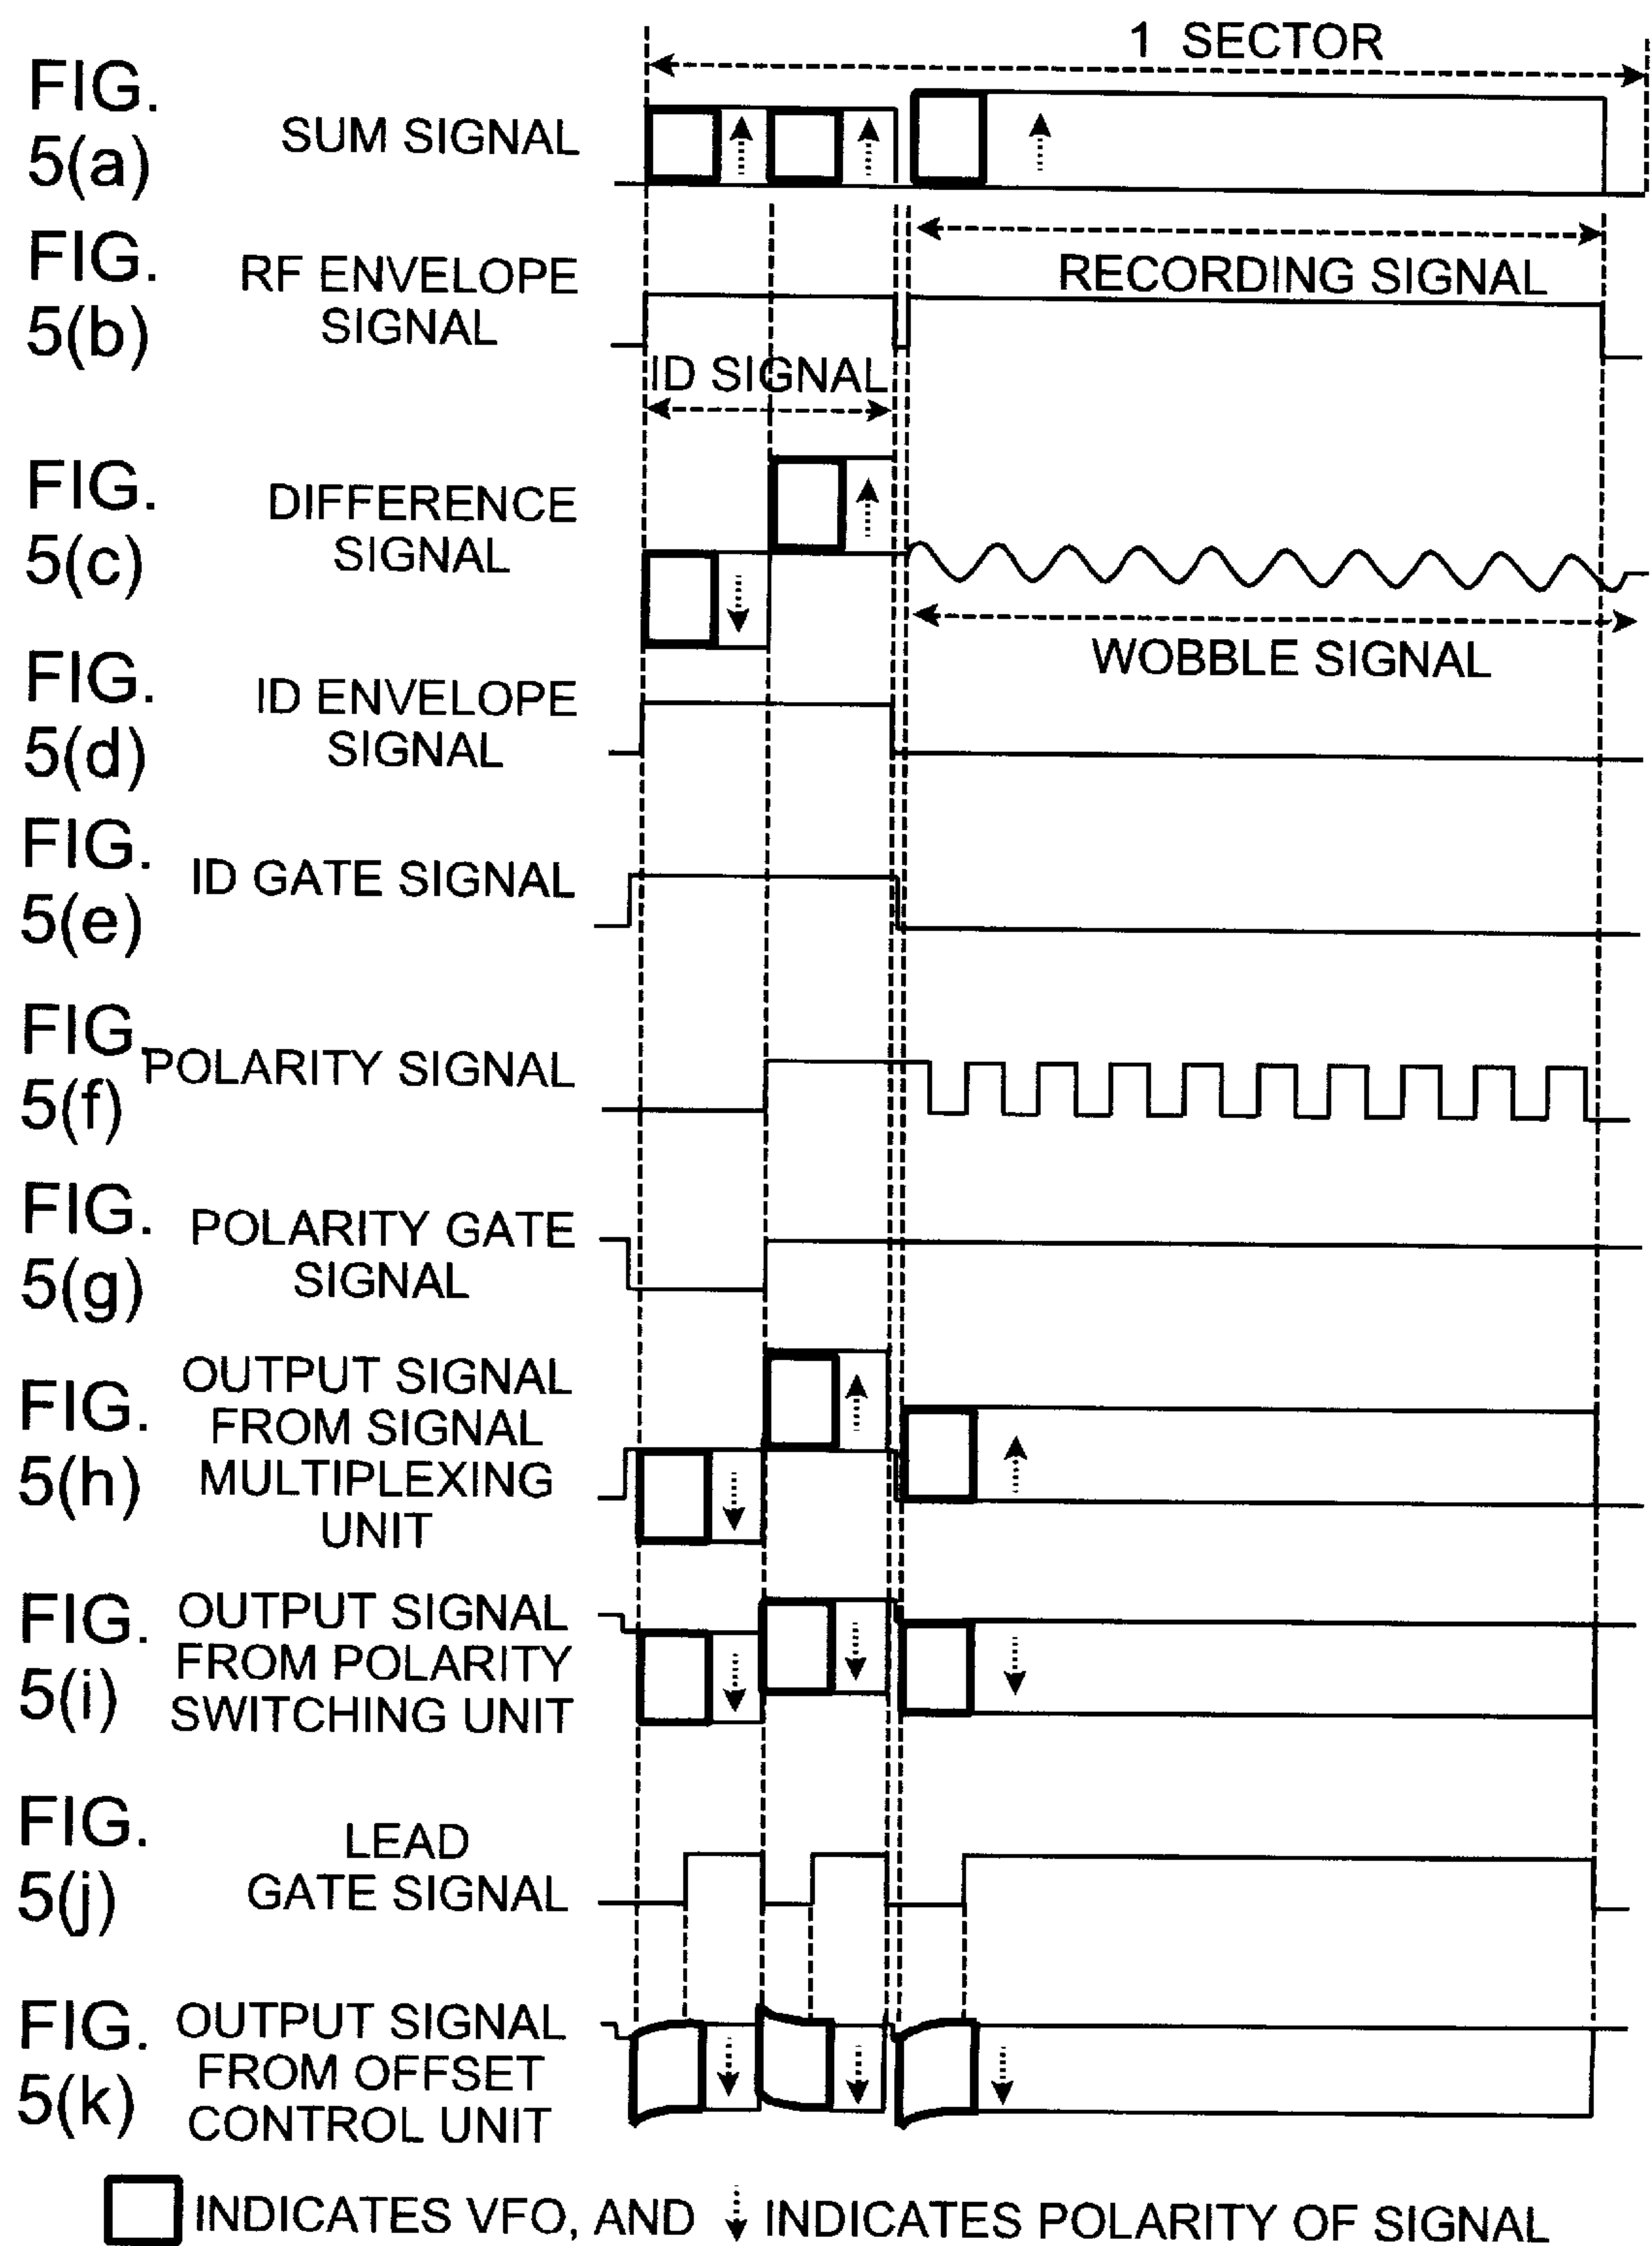 1 SECTOR
FIG.
5(a)
SUM SIGNAL
FIG.
5(b)
RF ENVELOPE
SIGNAL
RECORDING SIGNAL
ID SIGNAL
FIG.
5(c)
DIFFERENCE
SIGNAL
WOBBLE SIGNAL
FIG.
5(d)
ID ENVELOPE
SIGNAL
FIG.
5(e)
ID GATE SIGNAL
FIG.
5(f)
POLARITY SIGNAL
FIG.
5(g)
POLARITY GATE
SIGNAL
FIG.
5(h)
OUTPUT SIGNAL
FROM SIGNAL
MULTIPLEXING
UNIT
FIG.
5(i)
OUTPUT SIGNAL
FROM POLARITY
SWITCHING UNIT
FIG.
5(j)
LEAD
GATE SIGNAL
FIG.
5(k)
OUTPUT SIGNAL
FROM OFFSET
CONTROL UNIT
INDICATES VFO, AND INDICATES POLARITY OF SIGNAL